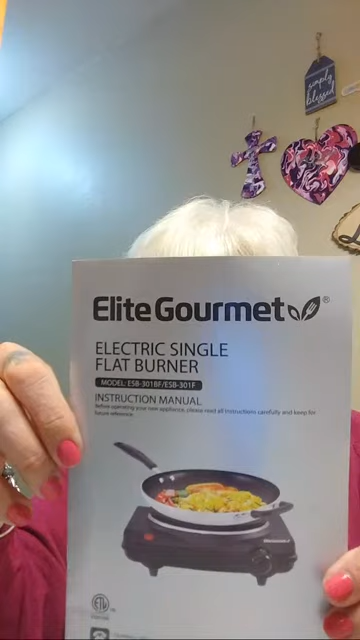 simply
blessed
Elite Gourmet®
ELECTRIC SINGLE
FLAT BURNER
MODEL: ESB-301BF/ESB-301F
INSTRUCTION MANUAL
Before operating your new appliance, please read all instructions carefully and keep for
future reference.
ETL